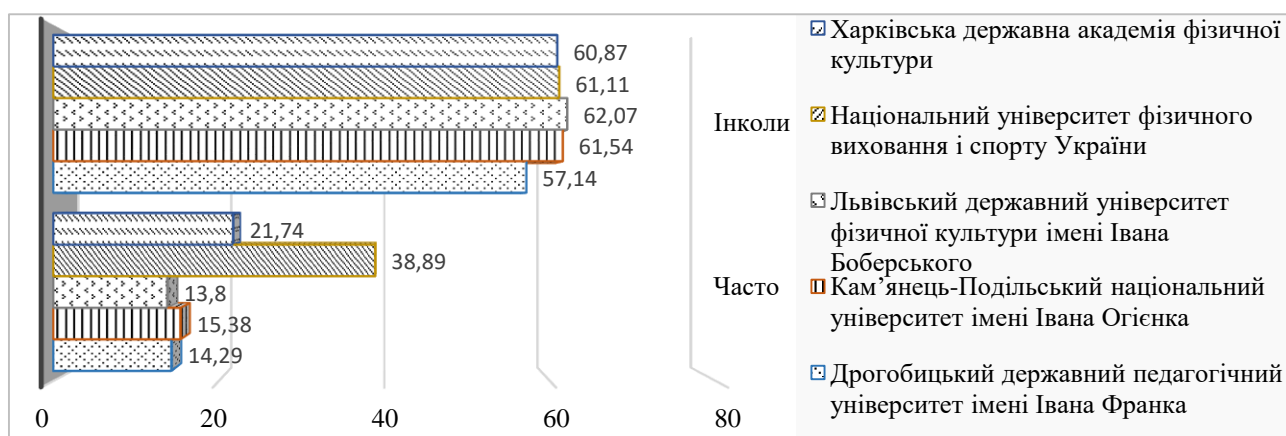 60,87
61,11
62,07
61,54
57,14
Інколи
21,74
38,89
13,8
15,38
14,29
Часто
0 20 40 60 80
Харківська державна академія фізичної
культури
Національний університет фізичного
виховання і спорту України
Львівський державний університет
фізичної культури імені Івана
Боберського
Кам’янець-Подільський національний
університет імені Івана Огієнка
Дрогобицький державний педагогічний
університет імені Івана Франка